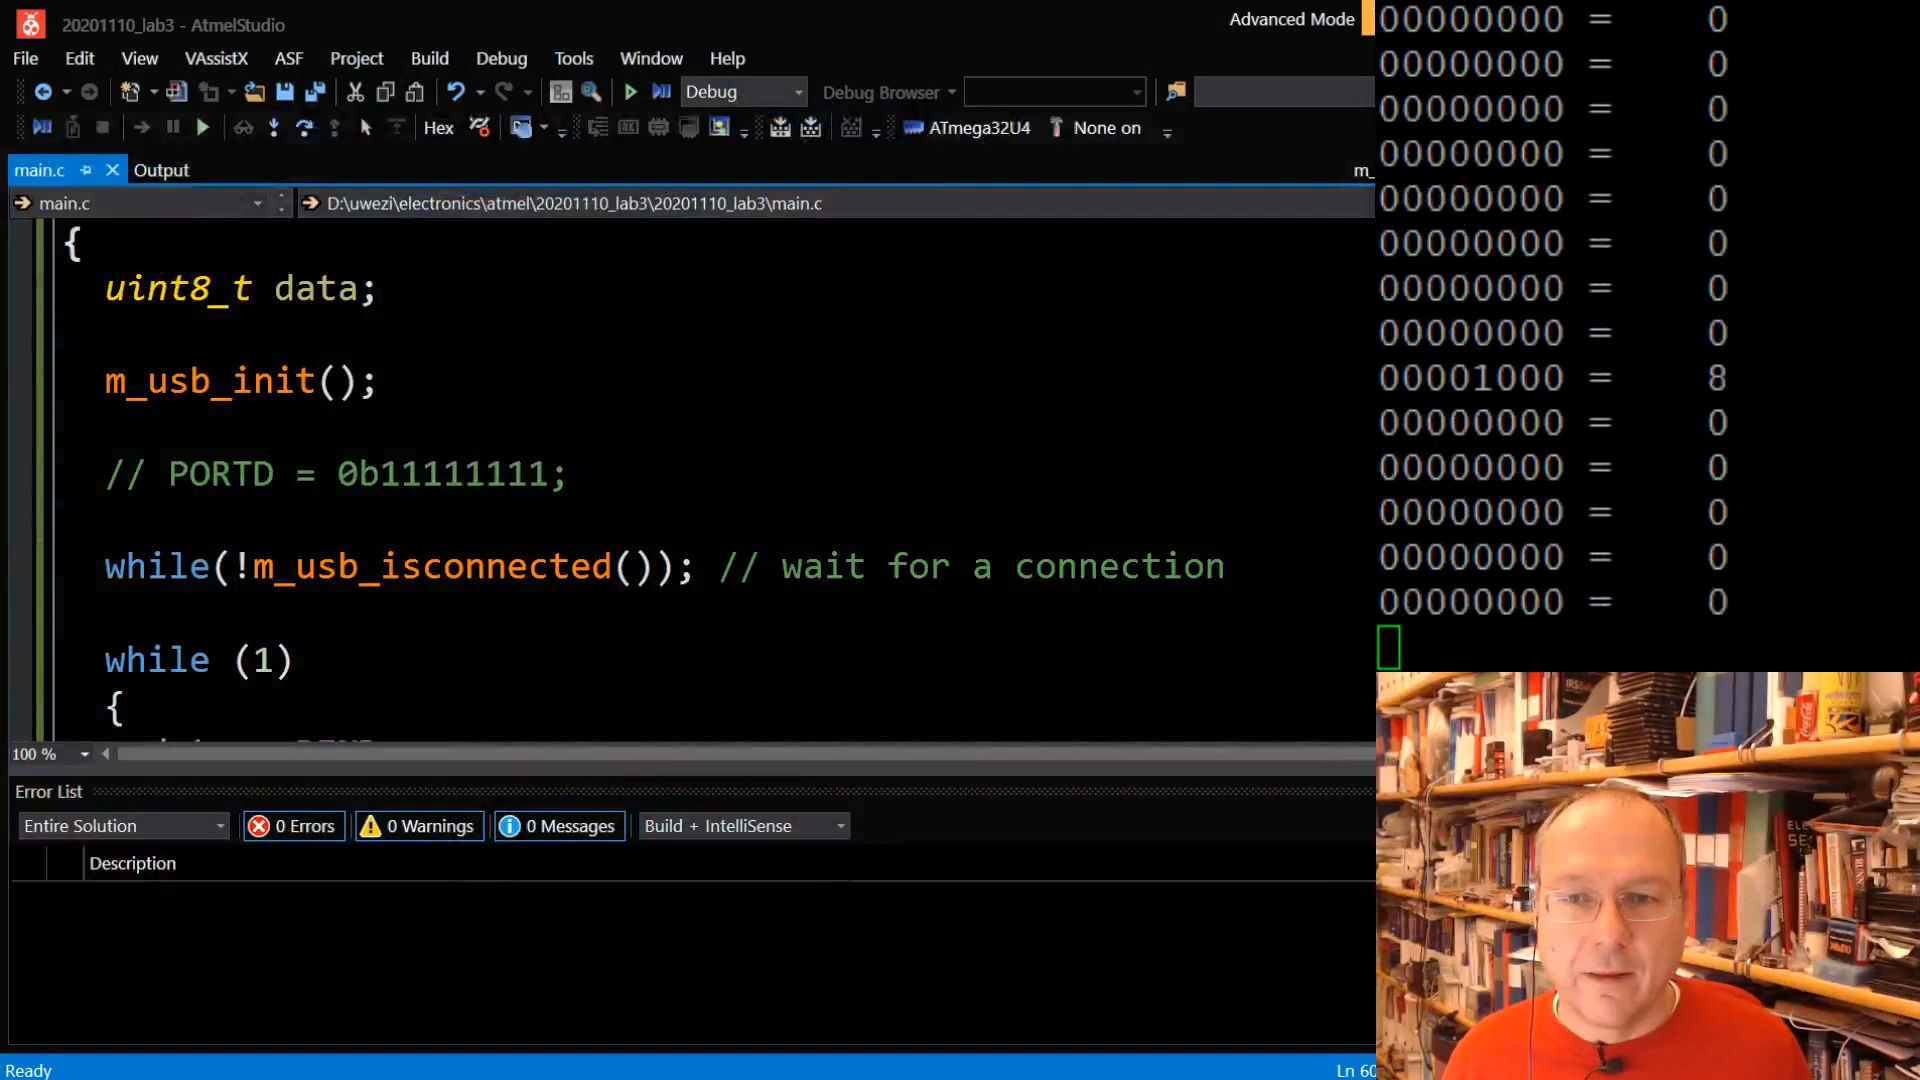 20201110_lab3 - AtmelStudio
Advanced Mode
File Edit View VAssistX ASF Project Build Debug Tools Window Help
Debug Debug Browser
Hex ATmega32U4 None on
main.c Output m_
main.c D:\uwezi\electronics\atmel\20201110_lab3\20201110_lab3\main.c
{
uint8_t data;
m_usb_init();
// PORTD = 0b11111111;
while(!m_usb_isconnected()); // wait for a connection
while (1)
{
100 %
Error List
Entire Solution 0 Errors 0 Warnings 0 Messages Build + IntelliSense
Description
Ready Ln 60
00000000 = 0
00000000 = 0
00000000 = 0
00000000 = 0
00000000 = 0
00000000 = 0
00000000 = 0
00000000 = 0
00001000 = 8
00000000 = 0
00000000 = 0
00000000 = 0
00000000 = 0
00000000 = 0